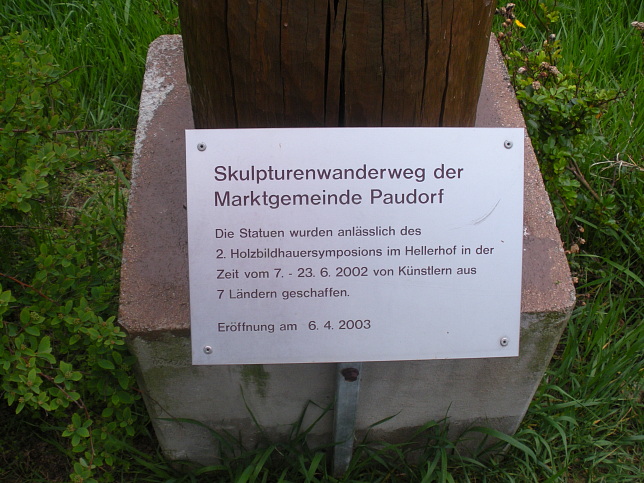 Skulpturenwanderweg der
Marktgemeinde Paudorf
Die Statuen wurden anlässlich des
2. Holzbildhauersymposions im Hellerhof in der
Zeit vom 7. - 23. 6. 2002 von Künstlern aus
7 Ländern geschaffen.
Eröffnung am 6. 4. 2003